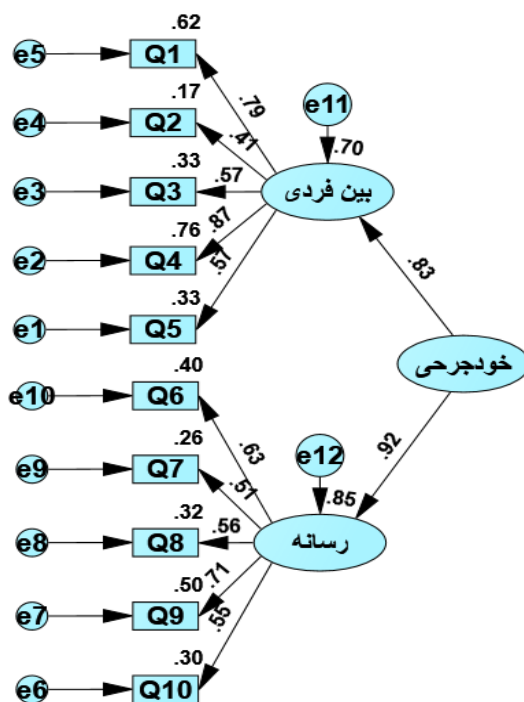 .62
e5 Q1
.79
e11
.17
e4 Q2
.41
.70
.33
e3 Q3
.57
بین فردی
.76
e2 Q4
.87
.83
.33
e1 Q5
.57
خودجرحی
.40
e10 Q6
.63
.92
.26
e9 Q7
.51
e12
.85
.32
e8 Q8
.56
رسانه
.50
e7 Q9
.71
.30
e6 Q10
.55